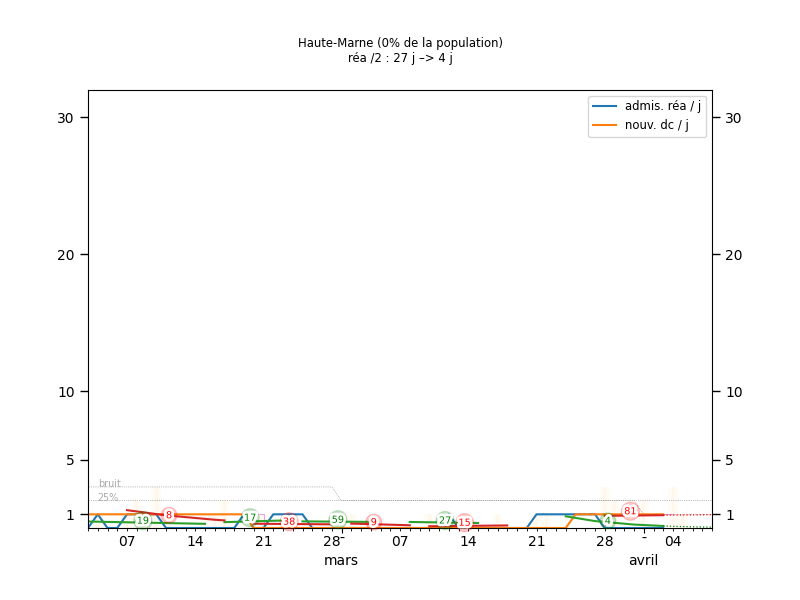 Haute-Marne (0% de la population)
réa /2 : 27 j –> 4 j
admis. réa / j
nouv. dc / j
30 30
20 20
10 10
5 5
bruit
25%
1 1
19 8 17 38 59 9 27 15 4 81
07 14 21 28 - 07 14 21 28 - 04
mars avril